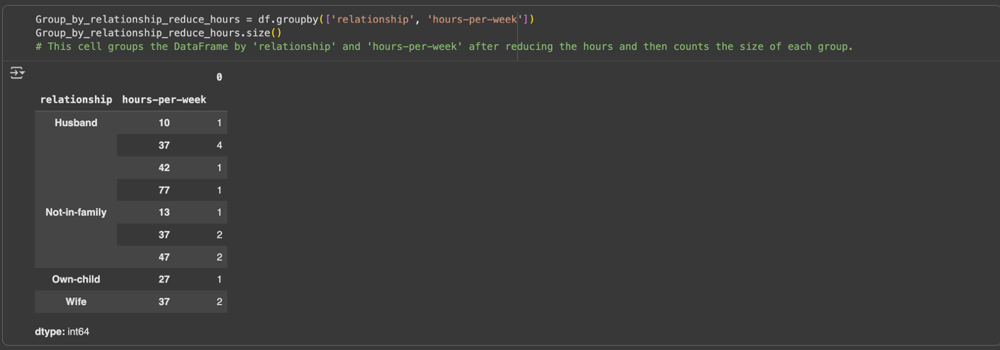 Group_by_relationship_reduce_hours = df.groupby(['relationship', 'hours-per-week'])
Group_by_relationship_reduce_hours.size()
# This cell groups the DataFrame by 'relationship' and 'hours-per-week' after reducing the hours and then counts the size of each group.
0
relationship hours-per-week
Husband 10 1
37 4
42 1
77 1
Not-in-family 13 1
37 2
47 2
Own-child 27 1
Wife 37 2
dtype: int64